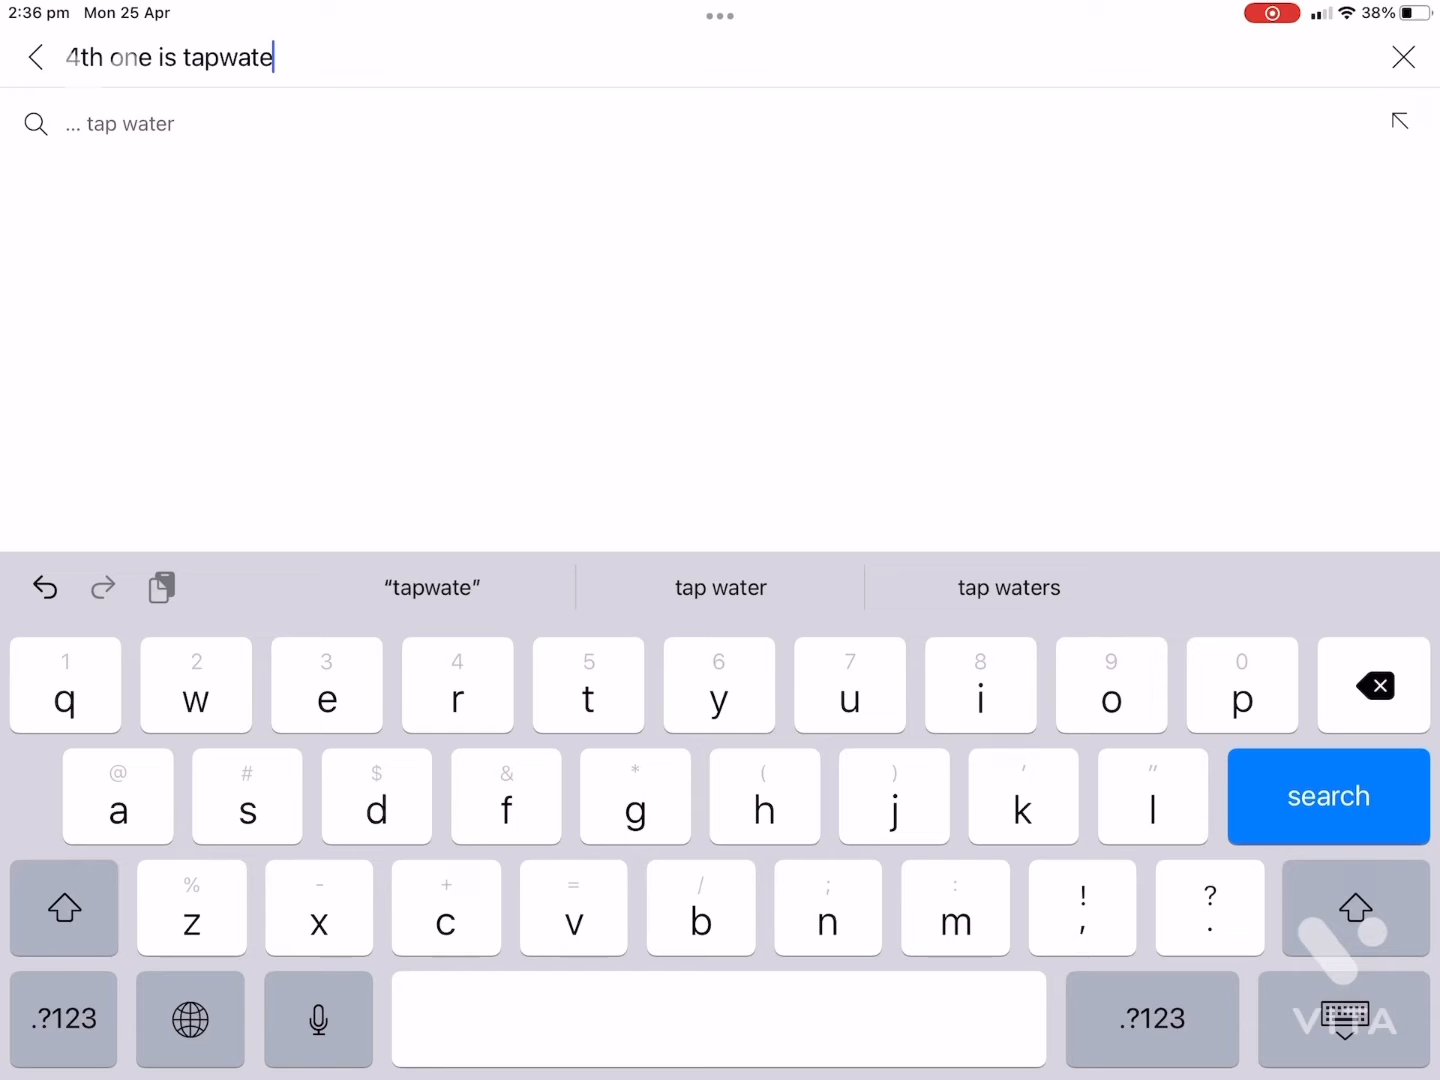 2:36 pm Mon 25 Apr
38%
4th one is tapwate
... tap water
“tapwate” tap water tap waters
1 2 3 4 5 6 7 8 9 0
q w e r t y u i o p
@ # $ & * ( ) ' "
a s d f g h j k l search
% - + = / ; : ! ?
z x c v b n m , .
.?123 .?123
VITA